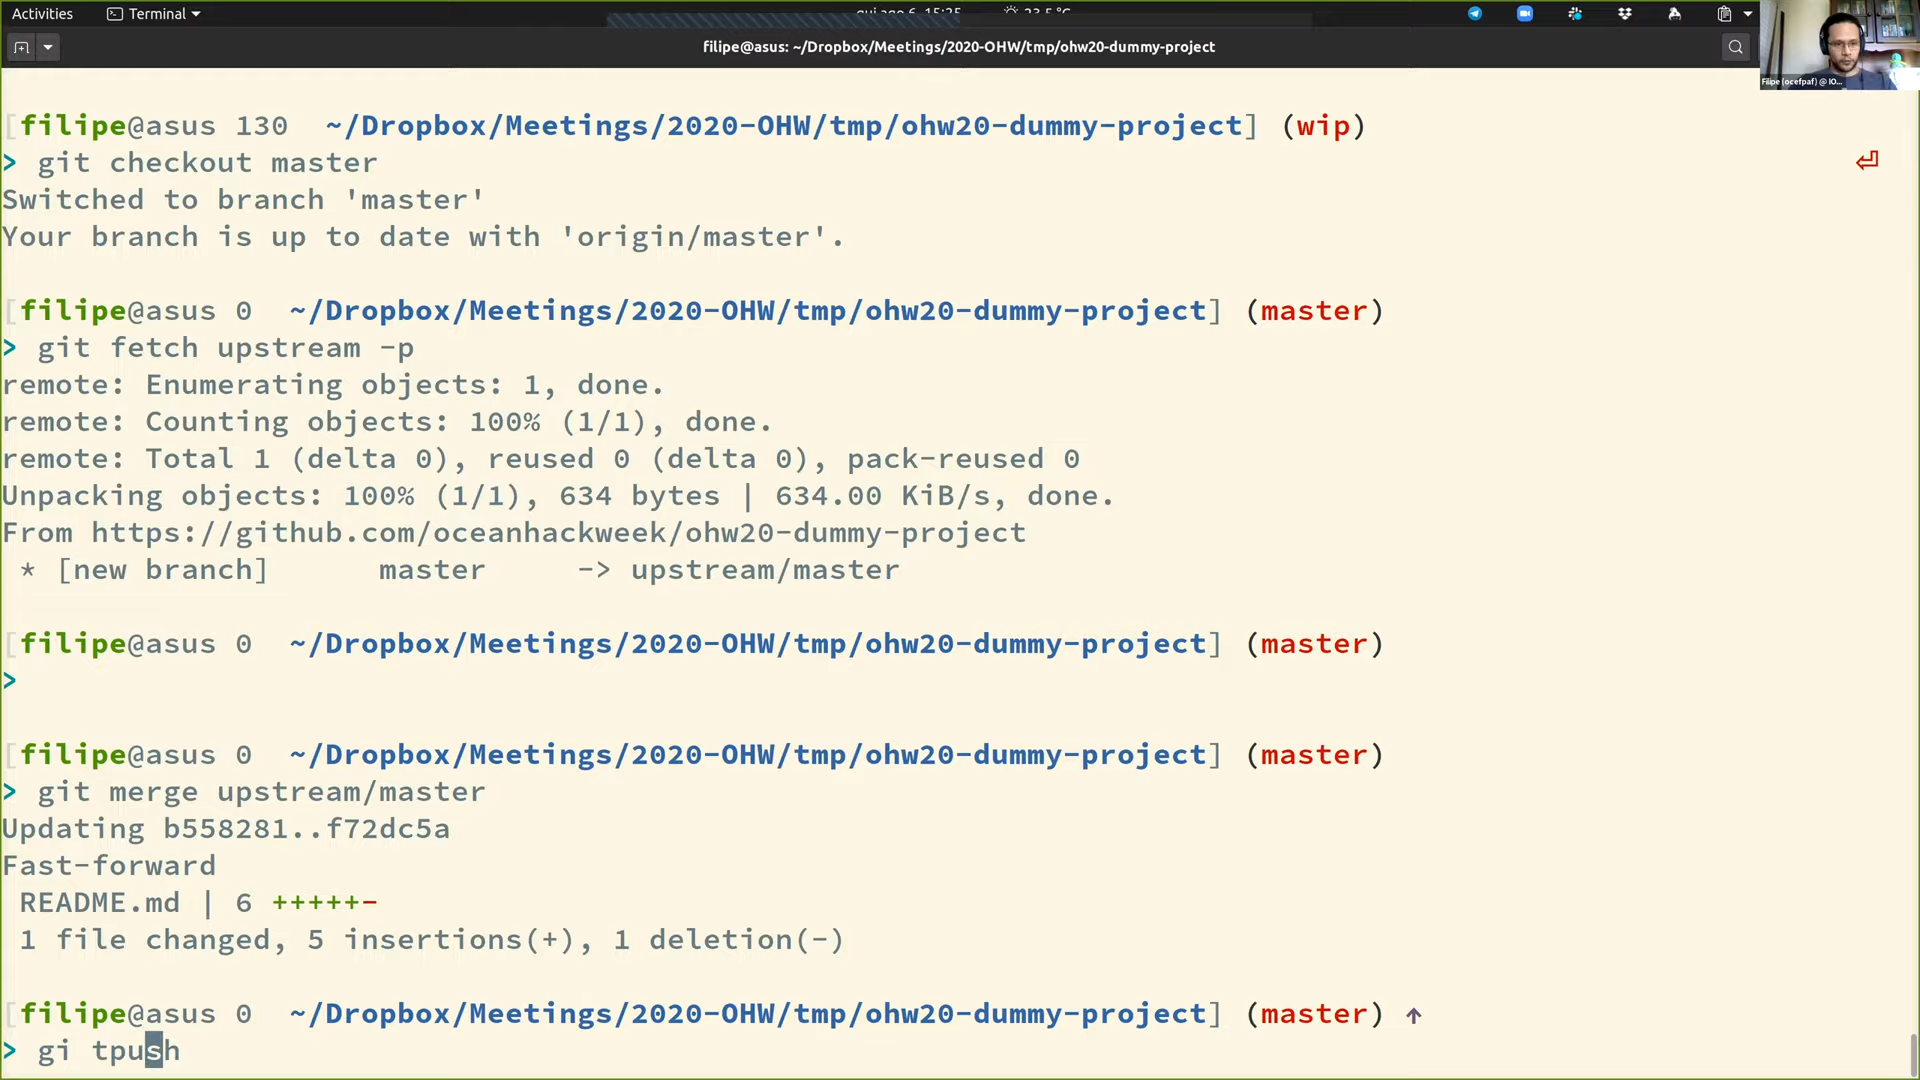 Activities Terminal
filipe@asus: ~/Dropbox/Meetings/2020-OHW/tmp/ohw20-dummy-project
Filipe (ocefpaf) @ IO...
[filipe@asus 130 ~/Dropbox/Meetings/2020-OHW/tmp/ohw20-dummy-project] (wip)
> git checkout master
Switched to branch 'master'
Your branch is up to date with 'origin/master'.
[filipe@asus 0 ~/Dropbox/Meetings/2020-OHW/tmp/ohw20-dummy-project] (master)
> git fetch upstream -p
remote: Enumerating objects: 1, done.
remote: Counting objects: 100% (1/1), done.
remote: Total 1 (delta 0), reused 0 (delta 0), pack-reused 0
Unpacking objects: 100% (1/1), 634 bytes | 634.00 KiB/s, done.
From https://github.com/oceanhackweek/ohw20-dummy-project
* [new branch] master -> upstream/master
[filipe@asus 0 ~/Dropbox/Meetings/2020-OHW/tmp/ohw20-dummy-project] (master)
>
[filipe@asus 0 ~/Dropbox/Meetings/2020-OHW/tmp/ohw20-dummy-project] (master)
> git merge upstream/master
Updating b558281..f72dc5a
Fast-forward
README.md | 6 +++++-
1 file changed, 5 insertions(+), 1 deletion(-)
[filipe@asus 0 ~/Dropbox/Meetings/2020-OHW/tmp/ohw20-dummy-project] (master) ↑
> gi tpush